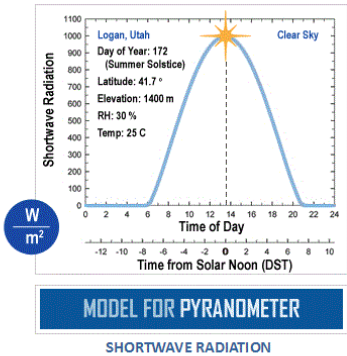 Shortwave Radiation
1100
1000
900
800
700
600
500
400
300
200
100
0
Logan, Utah
Clear Sky
Day of Year: 172
(Summer Solstice)
Latitude: 41.7 °
Elevation: 1400 m
RH: 30 %
Temp: 25 C
W
m²
0 2 4 6 8 10 12 14 16 18 20 22 24
Time of Day
-12 -10 -8 -6 -4 -2 0 2 4 6 8 10
Time from Solar Noon (DST)
MODEL FOR PYRANOMETER
SHORTWAVE RADIATION